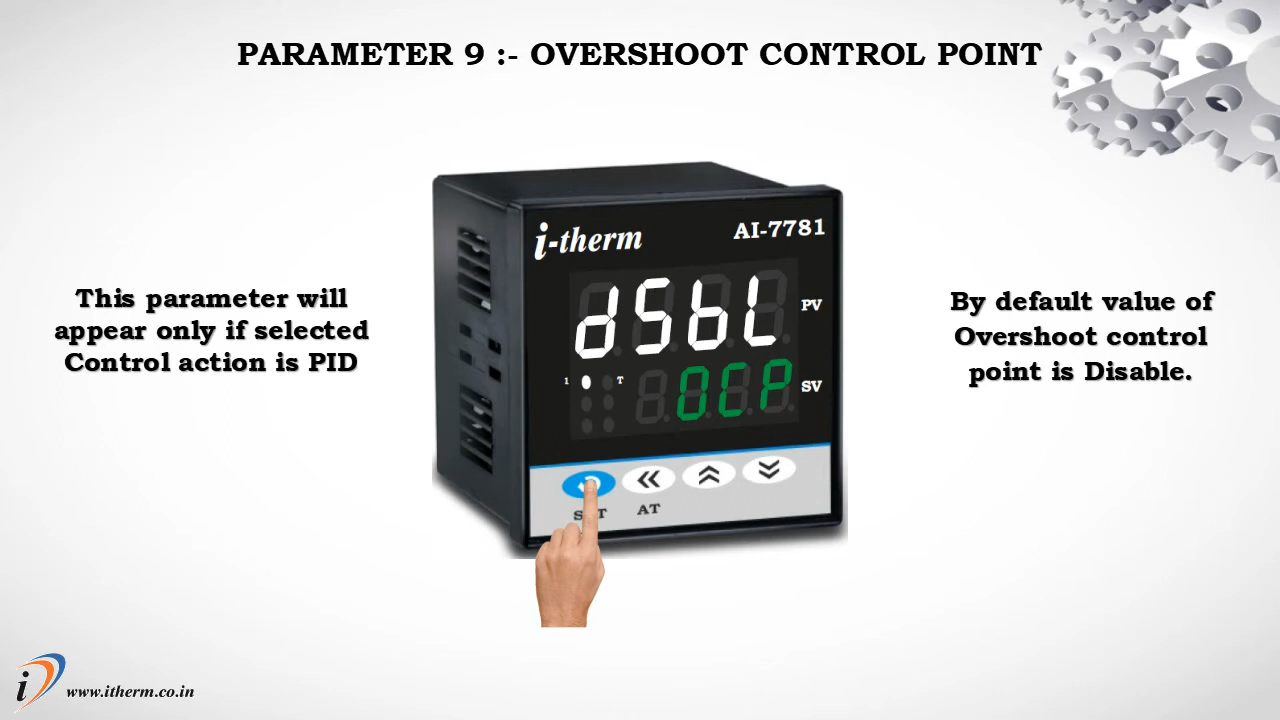 PARAMETER 9 :- OVERSHOOT CONTROL POINT
i-therm
AI-7781
dSbL
PV
This parameter will
appear only if selected
Control action is PID
By default value of
Overshoot control
point is Disable.
1
T
OCP
SV
AT
i
www.itherm.co.in